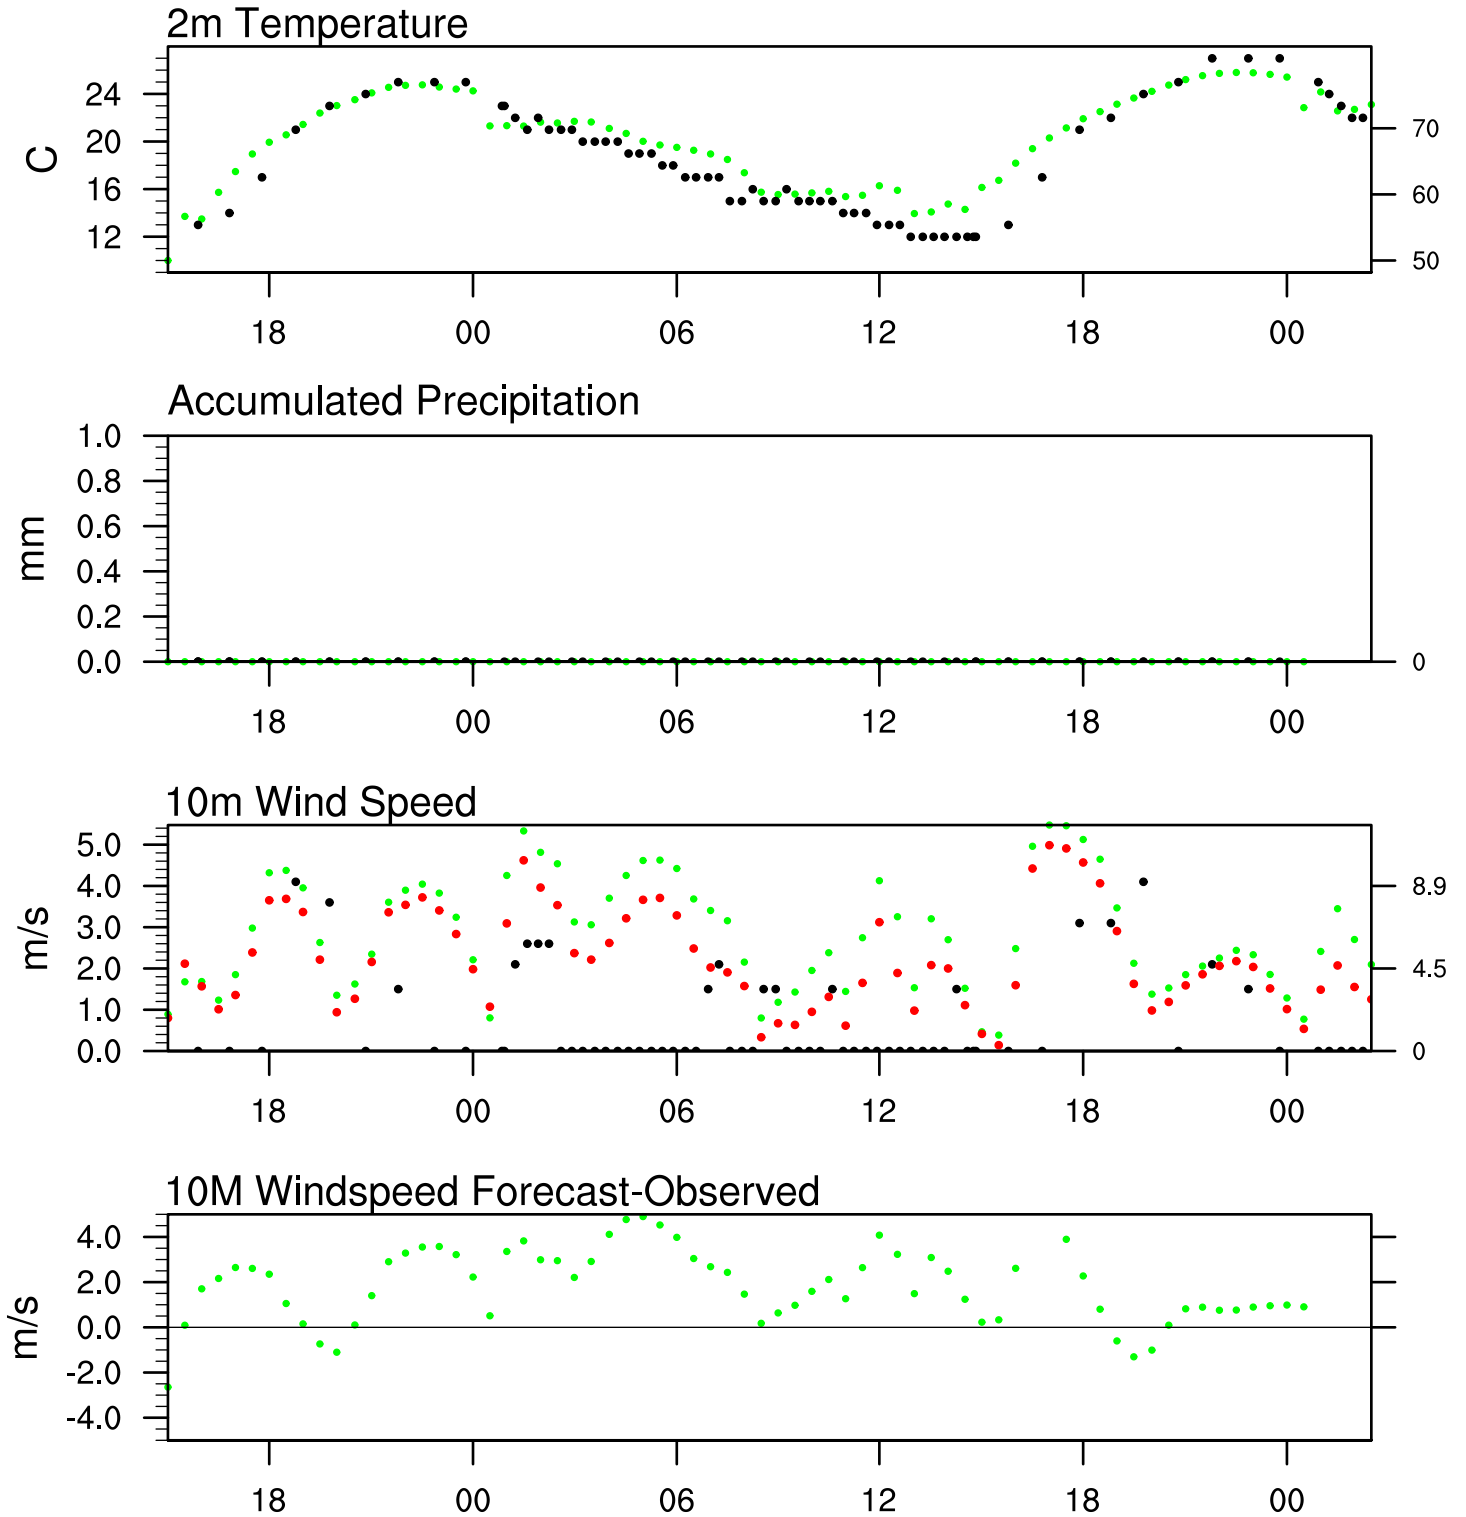 2m Temperature
24
20
16
12
C
70
60
50
18 00 06 12 18 00
Accumulated Precipitation
1.0
0.8
0.6
0.4
0.2
0.0
mm
0
18 00 06 12 18 00
10m Wind Speed
5.0
4.0
3.0
2.0
1.0
0.0
m/s
8.9
4.5
0
18 00 06 12 18 00
10M Windspeed Forecast-Observed
4.0
2.0
0.0
-2.0
-4.0
m/s
18 00 06 12 18 00